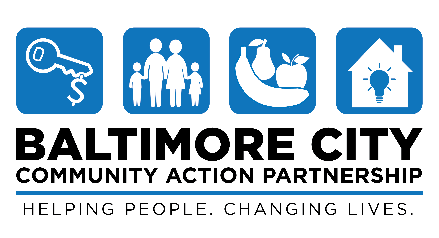 $
BALTIMORE CITY
COMMUNITY ACTION PARTNERSHIP
HELPING PEOPLE. CHANGING LIVES.